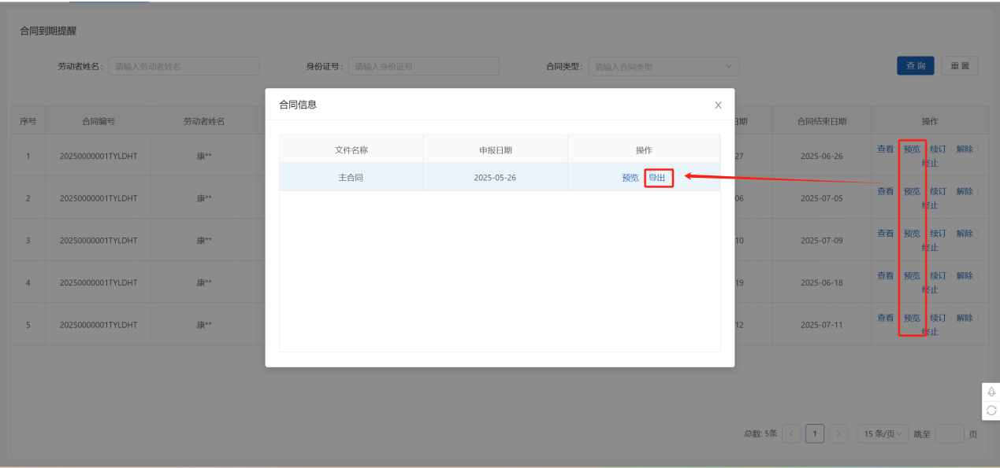 合同到期提醒
劳动者姓名： 请输入劳动者姓名 身份证号： 请输入身份证号 合同类型： 请输入合同类型 查 询 重 置
合同信息
序号 合同编号 劳动者姓名 日期 合同结束日期 操作
文件名称 申报日期 操作
主合同 2025-05-26 预览 导出
1 20250000001TYLDHT 康** 27 2025-06-26 查看 预览 续订 解除
终止
2 20250000001TYLDHT 康** 06 2025-07-05 查看 预览 续订 解除
终止
3 20250000001TYLDHT 康** 10 2025-07-09 查看 预览 续订 解除
终止
4 20250000001TYLDHT 康** 19 2025-06-18 查看 预览 续订 解除
终止
5 20250000001TYLDHT 康** 12 2025-07-11 查看 预览 续订 解除
终止
总数: 5条 < 1 > 15 条/页 跳至 页